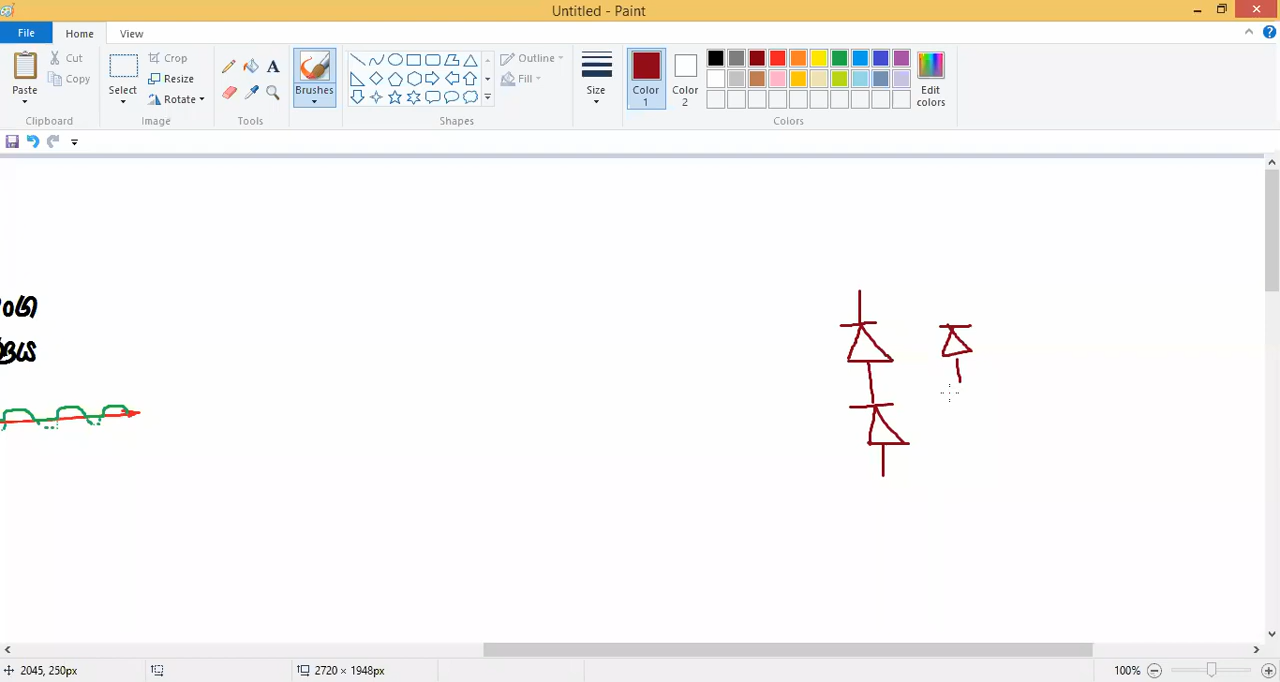 Untitled - Paint
File Home View
Paste
Cut
Copy
Clipboard
Select
Crop
Resize
Rotate
Image
Tools
Brushes
Shapes
Outline
Fill
Size
Color 1
Color 2
Colors
Edit colors
2045, 250px
2720 × 1948px
100%